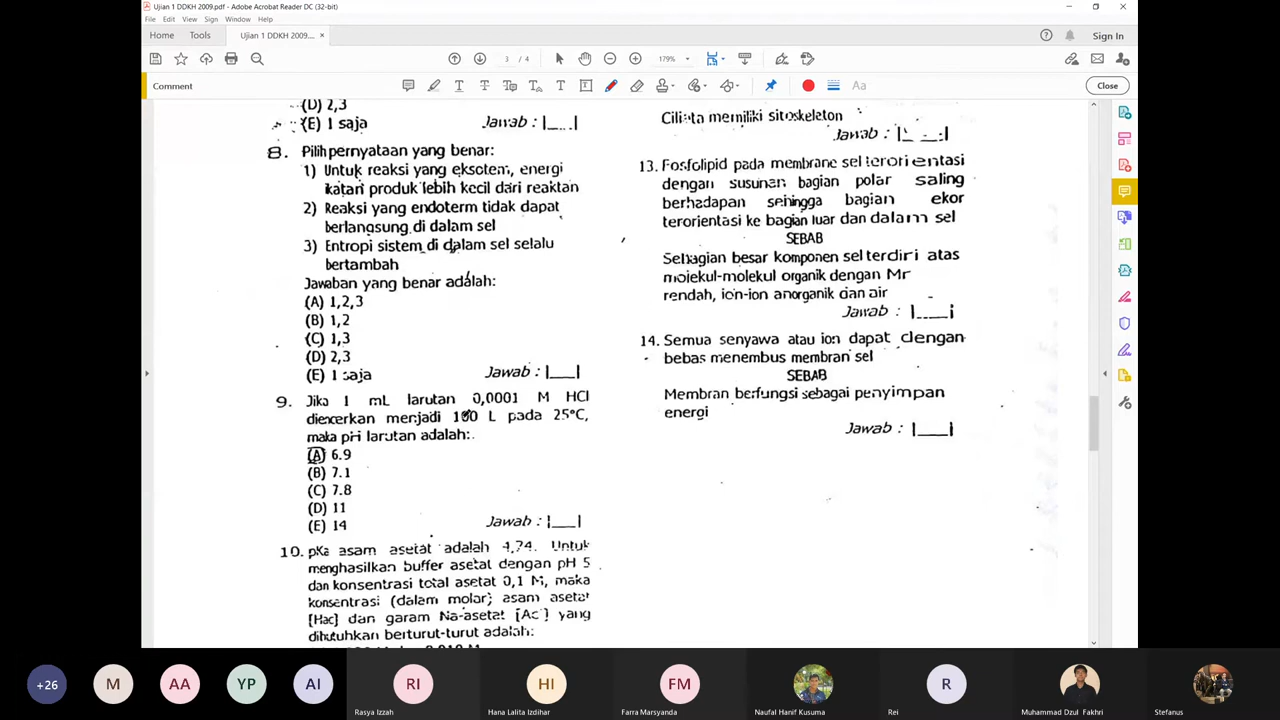 Ujian 1 DDKH 2009.pdf - Adobe Acrobat Reader DC (32-bit)
File Edit View Sign Window Help
Home Tools Ujian 1 DDKH 2009.... × Sign In
3 / 4 179%
Comment Aa Close
(D) 2,3
(E) 1 saja Jawab : |___|
8. Pilih pernyataan yang benar:
1) Untuk reaksi yang eksotem, energi
ikatan produk lebih kecil dari reaktan
2) Reaksi yang endoterm tidak dapat
berlangsung di dalam sel
3) Entropi sistem di dalam sel selalu
bertambah
Jawaban yang benar adalah:
(A) 1,2,3
(B) 1,2
(C) 1,3
(D) 2,3
(E) 1 saja Jawab : |___|
9. Jika 1 mL larutan 0,0001 M HCl
diencerkan menjadi 100 L pada 25°C,
maka pH larutan adalah:
(A) 6.9
(B) 7.1
(C) 7.8
(D) 11
(E) 14 Jawab : |___|
10. pKa asam asetat adalah 4,74. Untuk
menghasilkan buffer asetat dengan pH 5
dan konsentrasi total asetat 0,1 M, maka
konsentrasi (dalam molar) asam asetat
[Hac] dan garam Na-asetat [Ac-] yang
dibutuhkan berturut-turut adalah:
Ciliata memiliki sitoskeleton
Jawab : |___|
13. Fosfolipid pada membrane sel terorientasi
dengan susunan bagian polar saling
berhadapan sehingga bagian ekor
terorientasi ke bagian luar dan dalam sel
SEBAB
Sebagian besar komponen sel terdiri atas
molekul-molekul organik dengan Mr
rendah, ion-ion anorganik dan air
Jawab : |___|
14. Semua senyawa atau ion dapat dengan
bebas menembus membran sel
SEBAB
Membran berfungsi sebagai penyimpan
energi
Jawab : |___|
+26 M AA YP AI RI HI FM R
Rasya Izzah Hana Lalita Izdihar Farra Marsyanda Naufal Hanif Kusuma Rei Muhammad Dzul Fakhri Stefanus